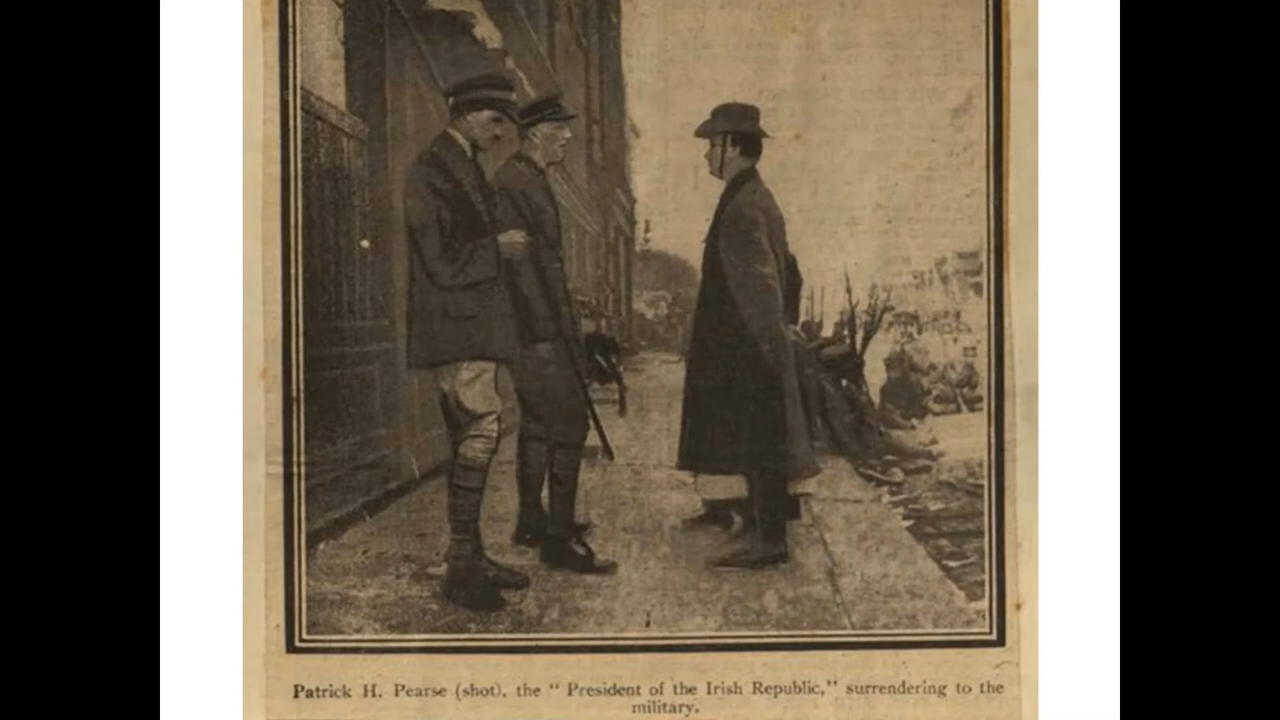 Patrick H. Pearse (shot), the “ President of the Irish Republic,” surrendering to the
military.